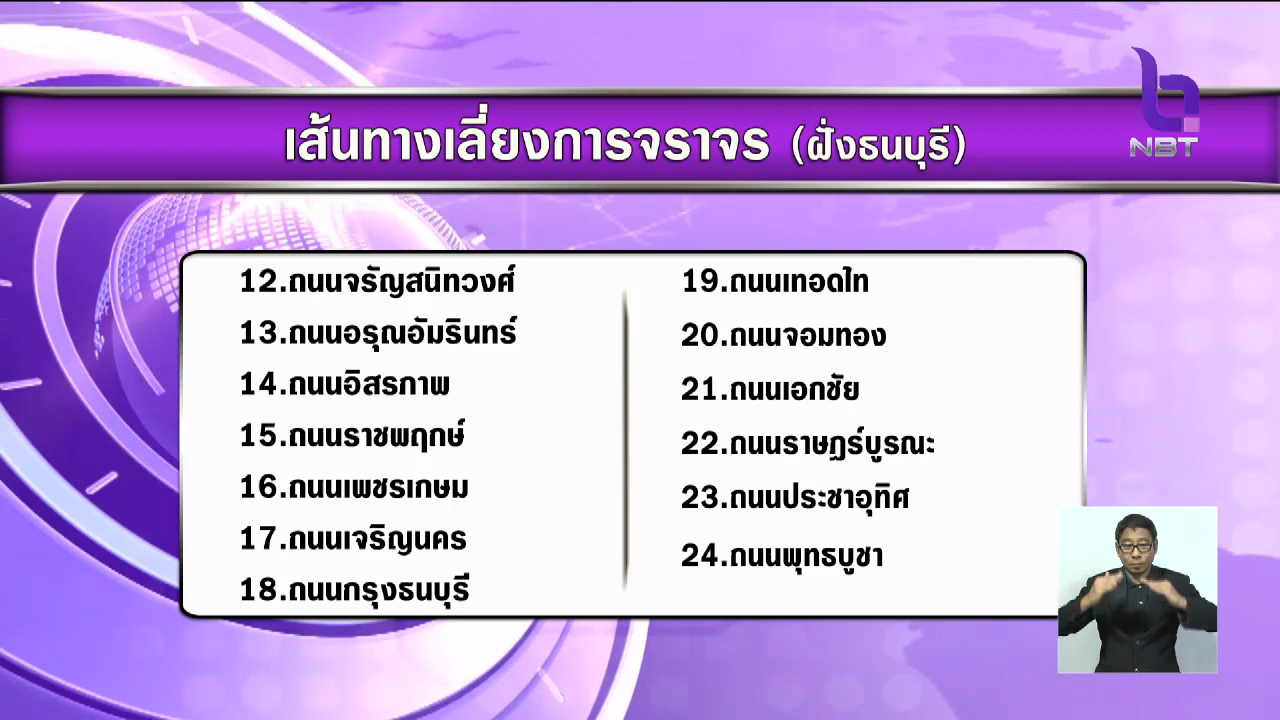 เส้นทางเลี่ยงการจราจร (ฝั่งธนบุรี)
NBT
12.ถนนจรัญสนิทวงศ์
13.ถนนอรุณอัมรินทร์
14.ถนนอิสรภาพ
15.ถนนราชพฤกษ์
16.ถนนเพชรเกษม
17.ถนนเจริญนคร
18.ถนนกรุงธนบุรี
19.ถนนเทอดไท
20.ถนนจอมทอง
21.ถนนเอกชัย
22.ถนนราษฎร์บูรณะ
23.ถนนประชาอุทิศ
24.ถนนพุทธบูชา